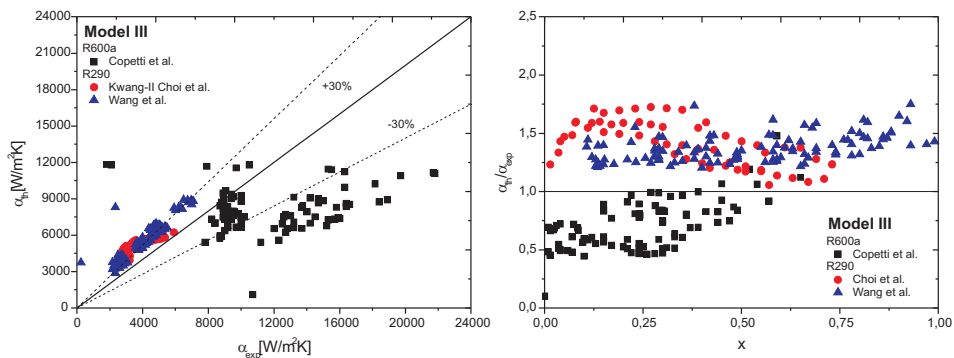 Model III
R600a
Copetti et al.
R290
Kwang-Il Choi et al.
Wang et al.
+30%
-30%
24000
21000
18000
15000
12000
9000
6000
3000
0
0 4000 8000 12000 16000 20000 24000
α_th[W/m²K]
α_exp[W/m²K]
2,0
1,5
1,0
0,5
0,0
0,00 0,25 0,50 0,75 1,00
α_th/α_exp
x
Model III
R600a
Copetti et al.
R290
Choi et al.
Wang et al.